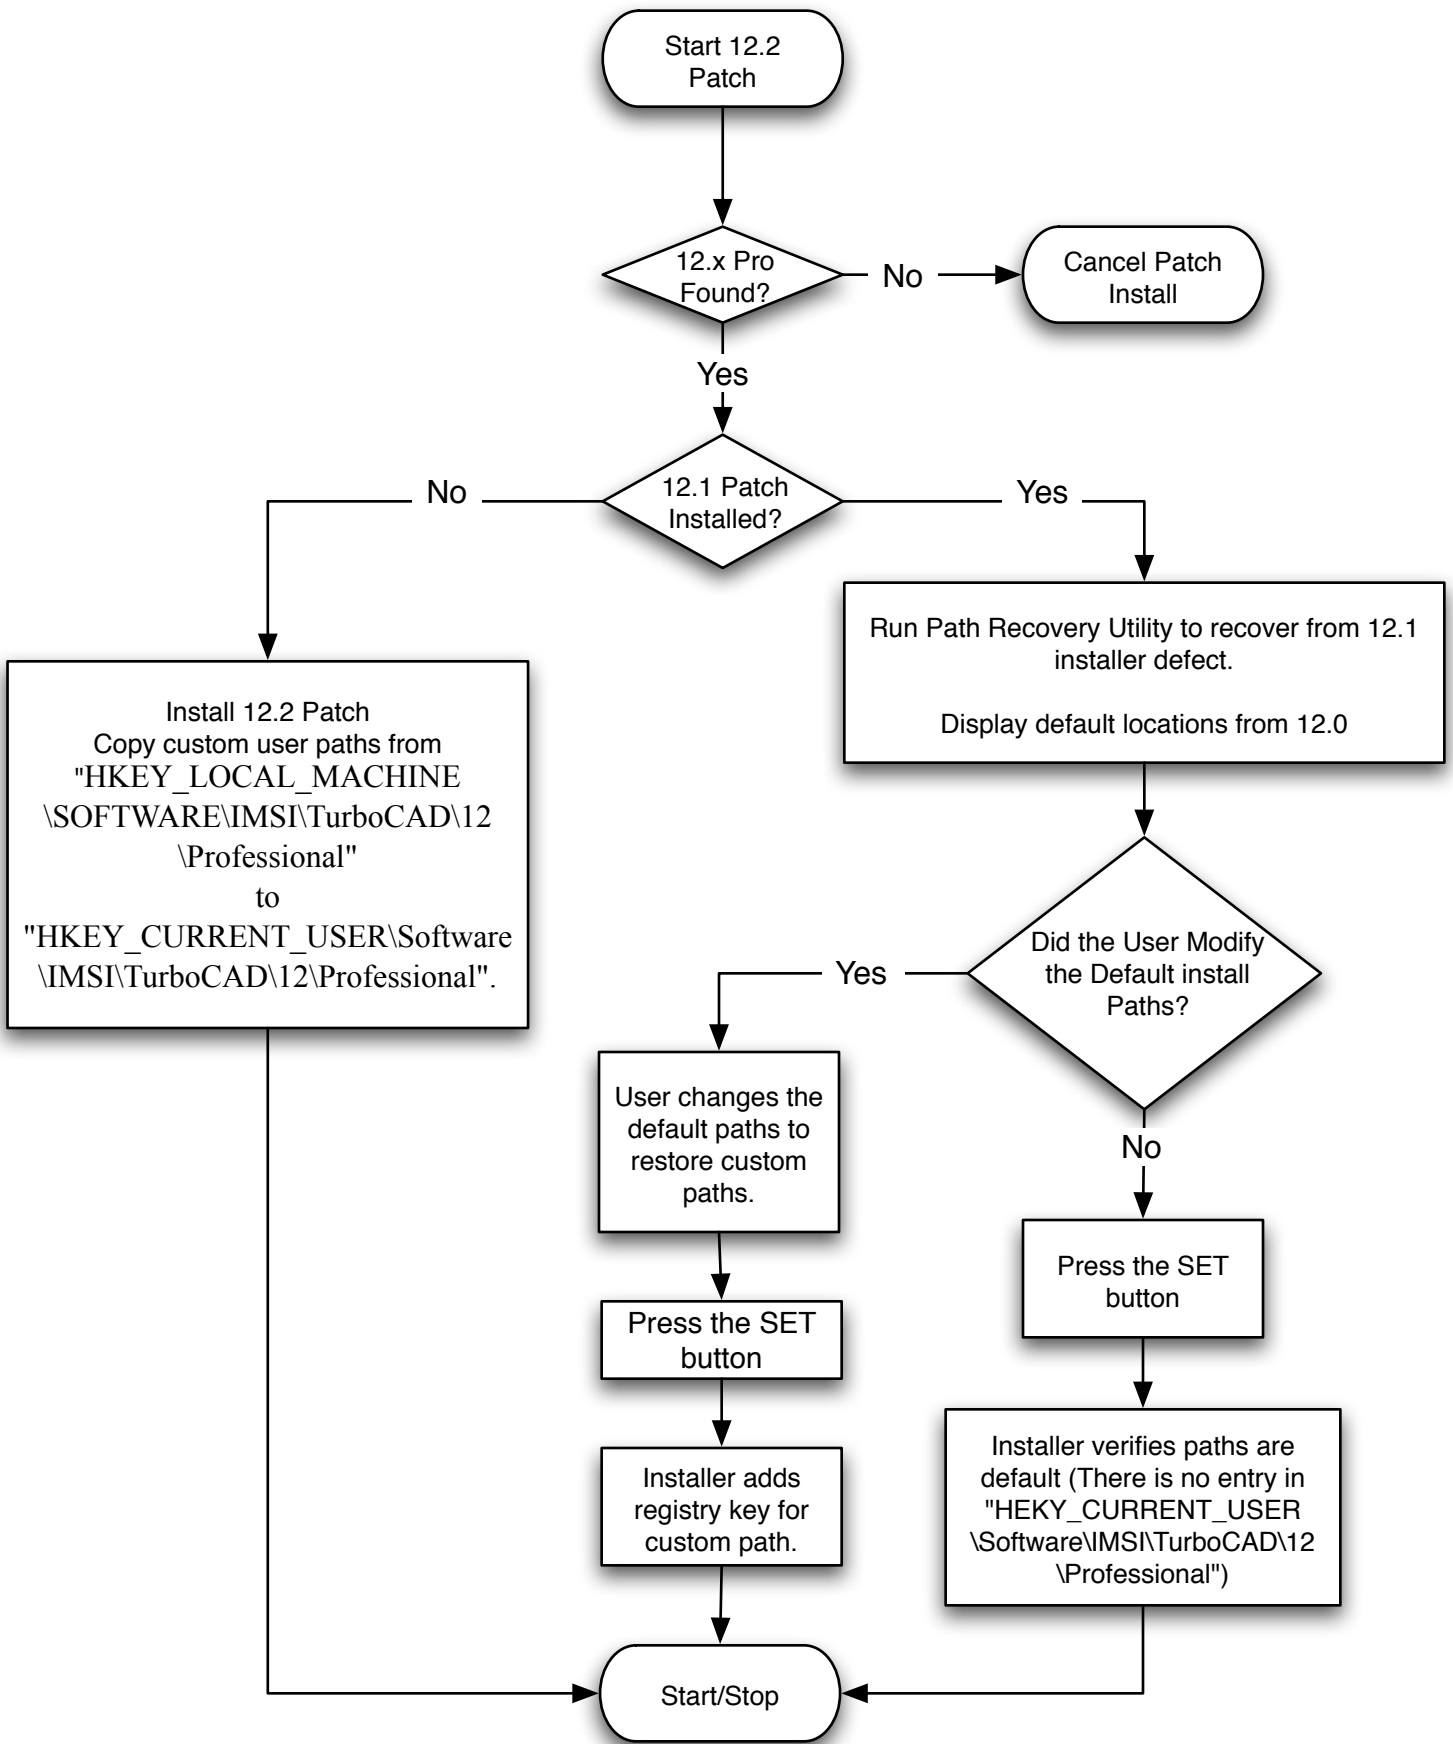 Start 12.2
Patch
12.x Pro
Found?
No
Cancel Patch
Install
Yes
12.1 Patch
Installed?
No
Yes
Run Path Recovery Utility to recover from 12.1
installer defect.
Display default locations from 12.0
Install 12.2 Patch
Copy custom user paths from
"HKEY_LOCAL_MACHINE
\SOFTWARE\IMSI\TurboCAD\12
\Professional"
to
"HKEY_CURRENT_USER\Software
\IMSI\TurboCAD\12\Professional".
Did the User Modify
the Default install
Paths?
Yes
User changes the
default paths to
restore custom
paths.
No
Press the SET
button
Press the SET
button
Installer adds
registry key for
custom path.
Installer verifies paths are
default (There is no entry in
"HEKY_CURRENT_USER
\Software\IMSI\TurboCAD\12
\Professional")
Start/Stop